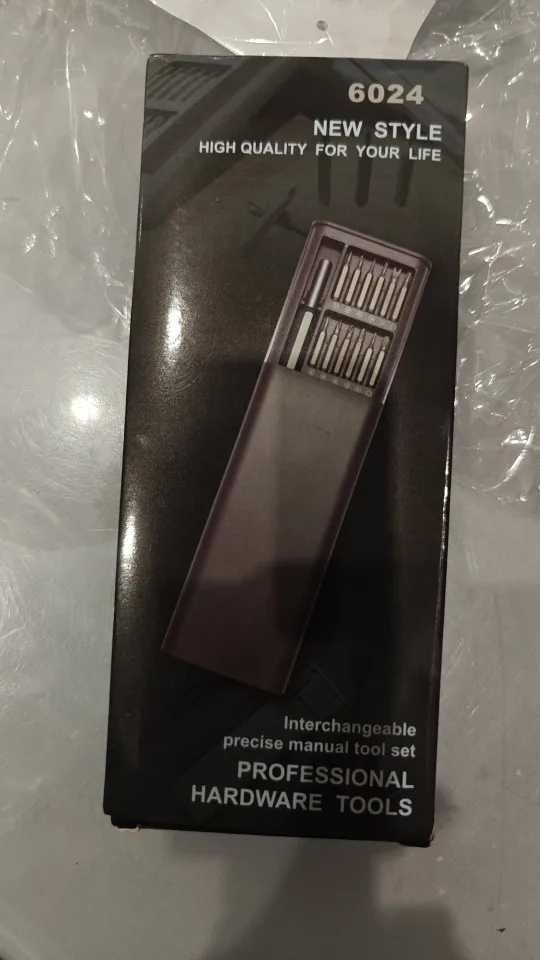 6024
NEW STYLE
HIGH QUALITY FOR YOUR LIFE
Interchangeable
precise manual tool set
PROFESSIONAL
HARDWARE TOOLS